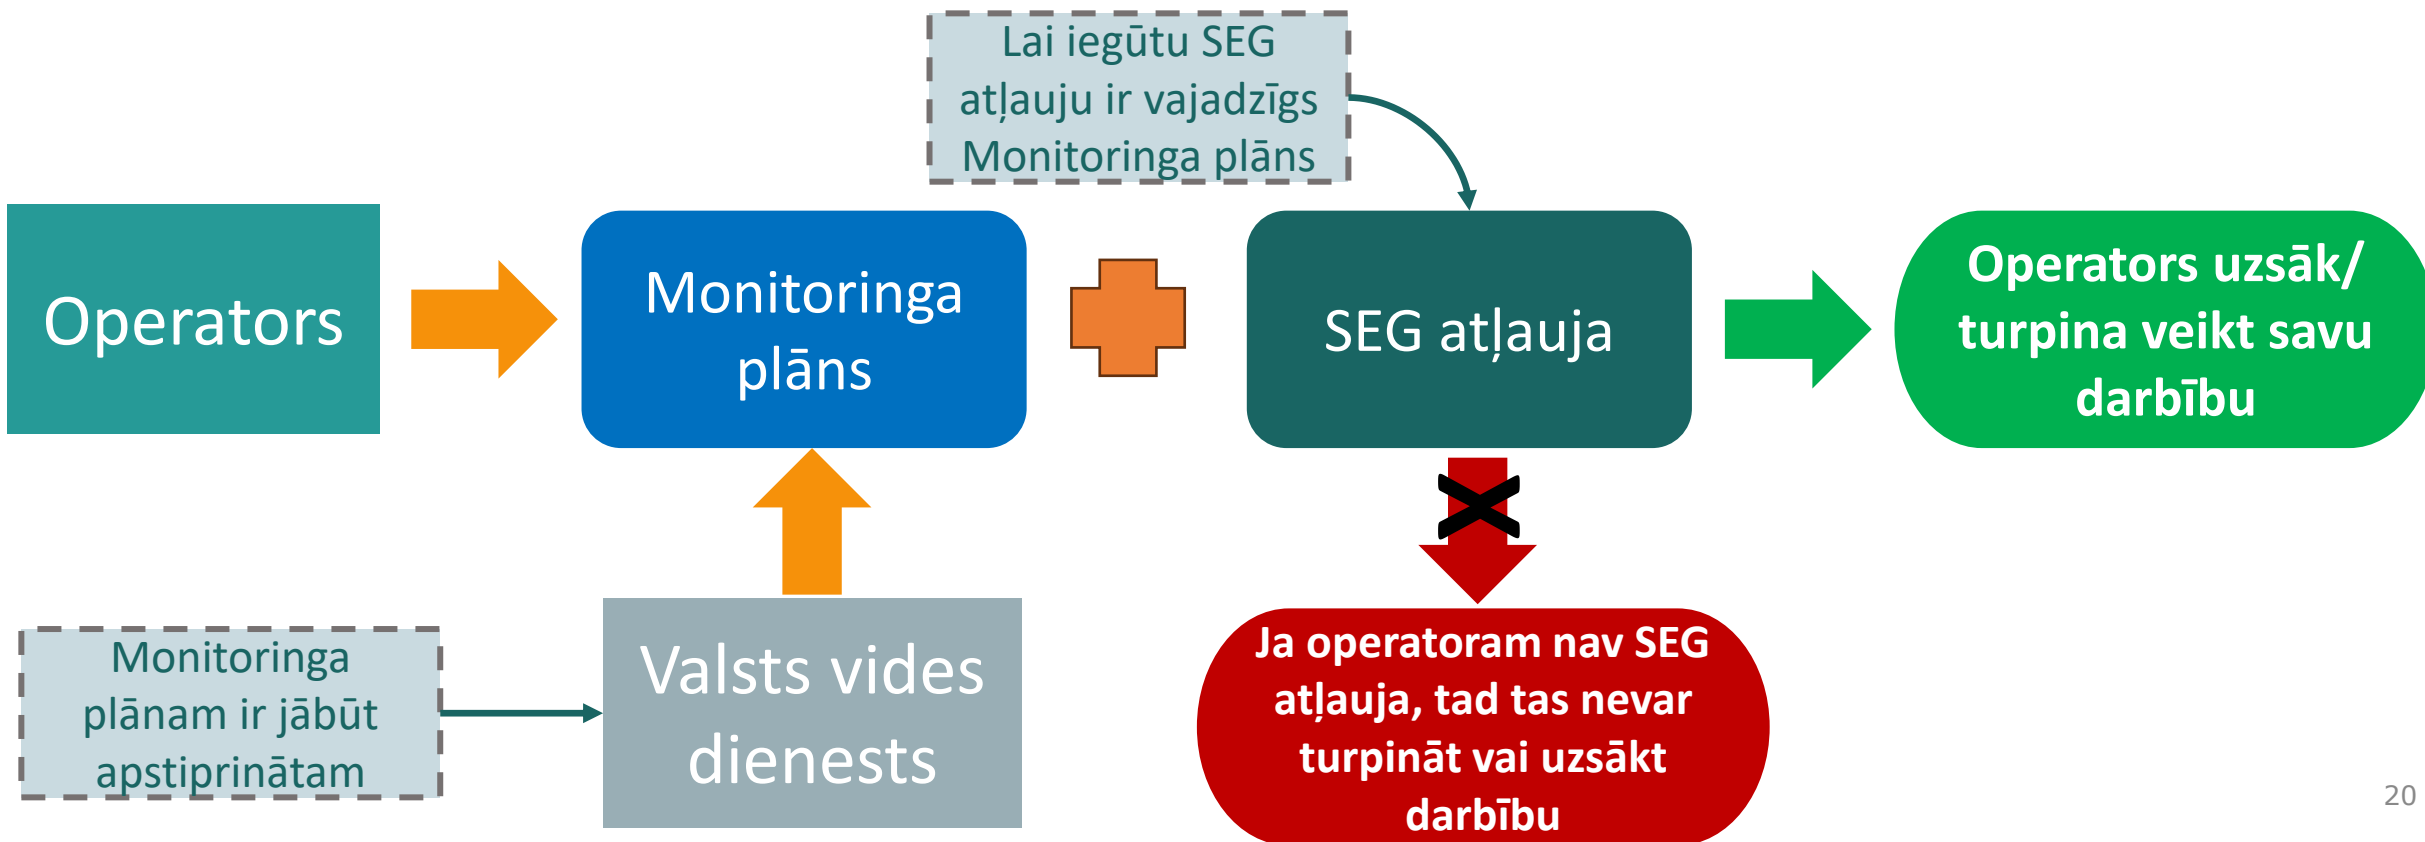 Lai iegūtu SEG
atļauju ir vajadzīgs
Monitoringa plāns
Operators
Monitoringa
plāns
SEG atļauja
Operators uzsāk/
turpina veikt savu
darbību
Monitoringa
plānam ir jābūt
apstiprinātam
Valsts vides
dienests
Ja operatoram nav SEG
atļauja, tad tas nevar
turpināt vai uzsākt
darbību
20